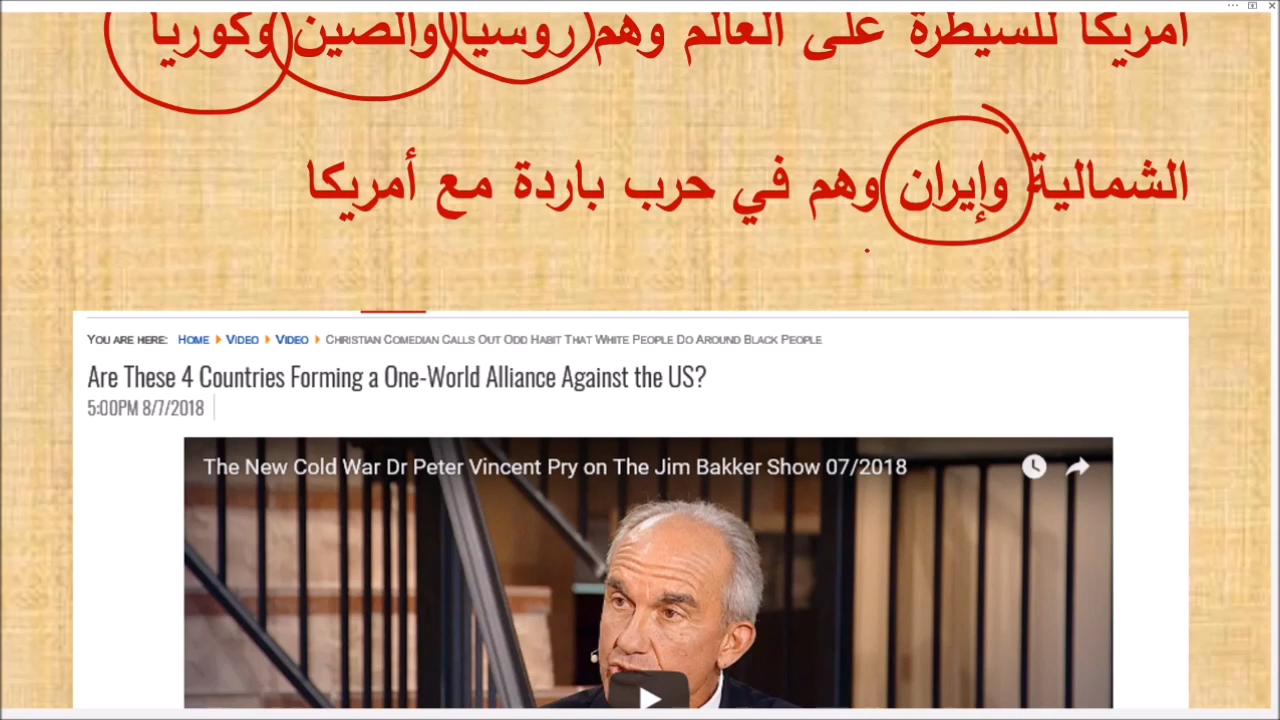 أمريكا للسيطرة على العالم وهم روسيا والصين وكوريا
الشمالية وإيران وهم في حرب باردة مع أمريكا
YOU ARE HERE: HOME VIDEO VIDEO CHRISTIAN COMEDIAN CALLS OUT ODD HABIT THAT WHITE PEOPLE DO AROUND BLACK PEOPLE
Are These 4 Countries Forming a One-World Alliance Against the US?
5:00PM 8/7/2018
The New Cold War Dr Peter Vincent Pry on The Jim Bakker Show 07/2018